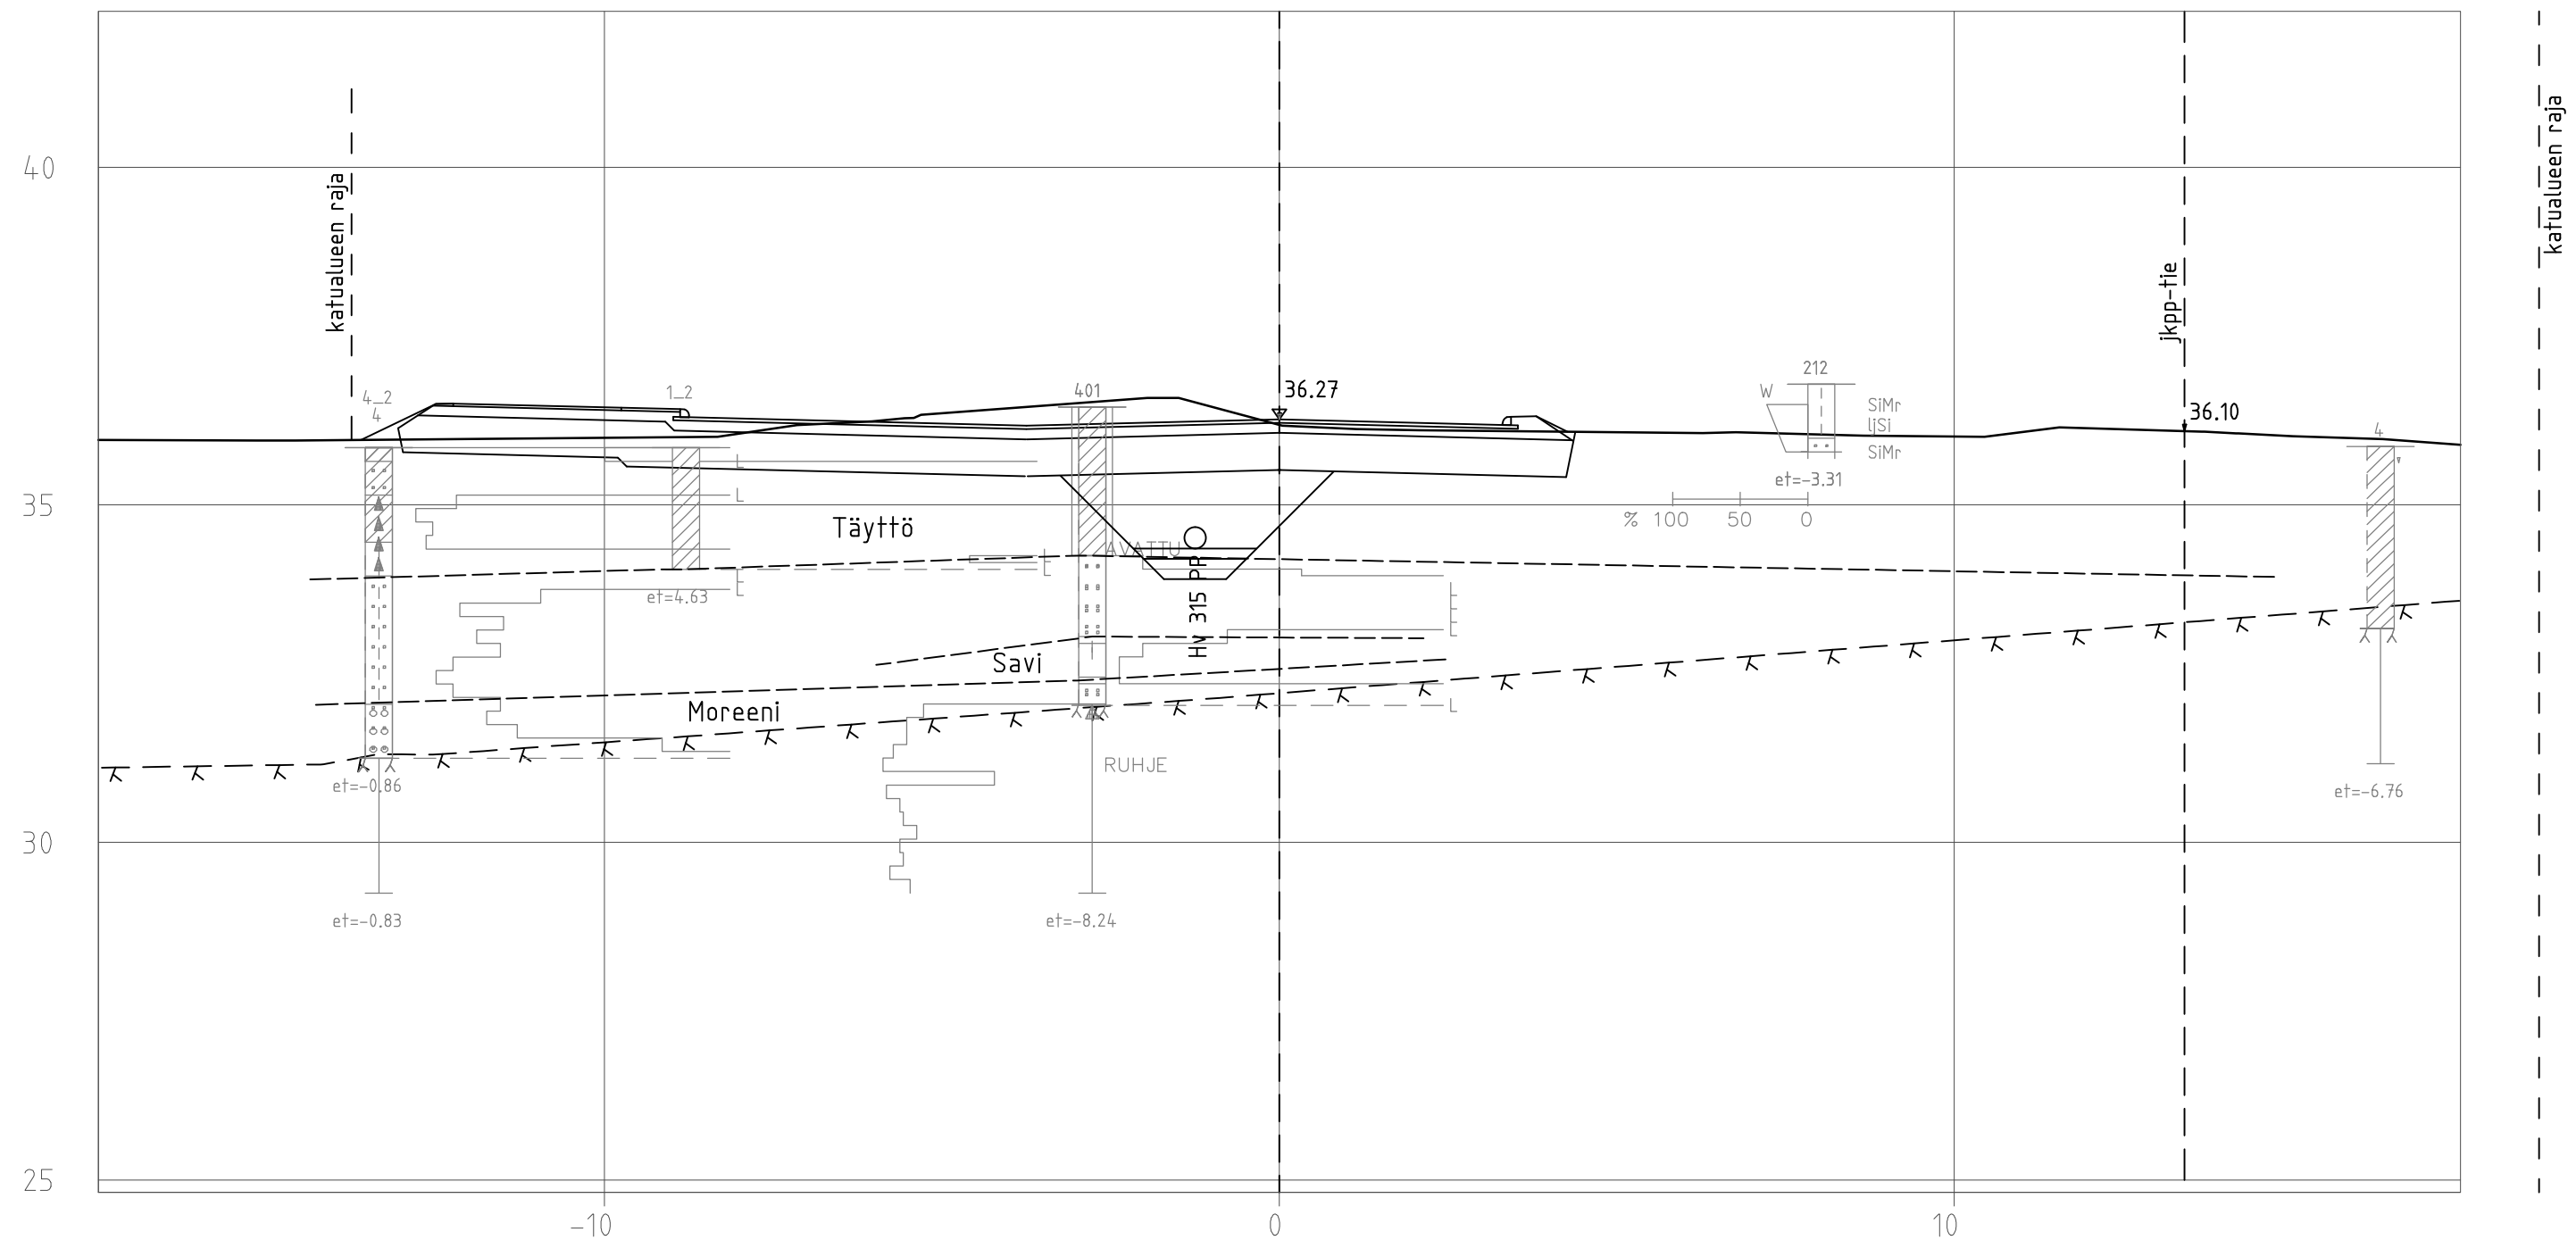 katualueen raja
katualueen raja
40
jkpp-tie
212
401
36.27
1_2
4_2
W
SiMr
36.10
4
ljSi
4
SiMr
et=-3.31
L
L
35
Täyttö
% 100 50 0
AVATTU
HV 315 PP
L
L
et=4.63
Savi
Moreeni
L
RUHJE
et=-0.86
et=-6.76
30
et=-0.83
et=-8.24
25
-10
0
10